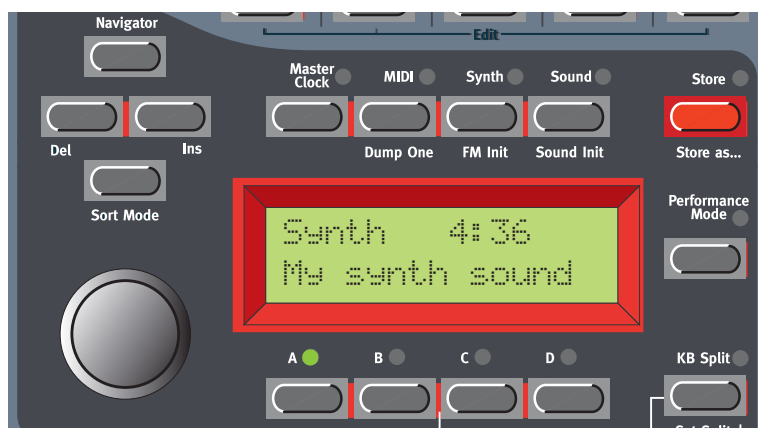 Navigator
Edit
Master Clock
MIDI
Synth
Sound
Store
Del
Ins
Dump One
FM Init
Sound Init
Store as...
Sort Mode
Performance Mode
Synth 4:36
My synth sound
A
B
C
D
KB Split